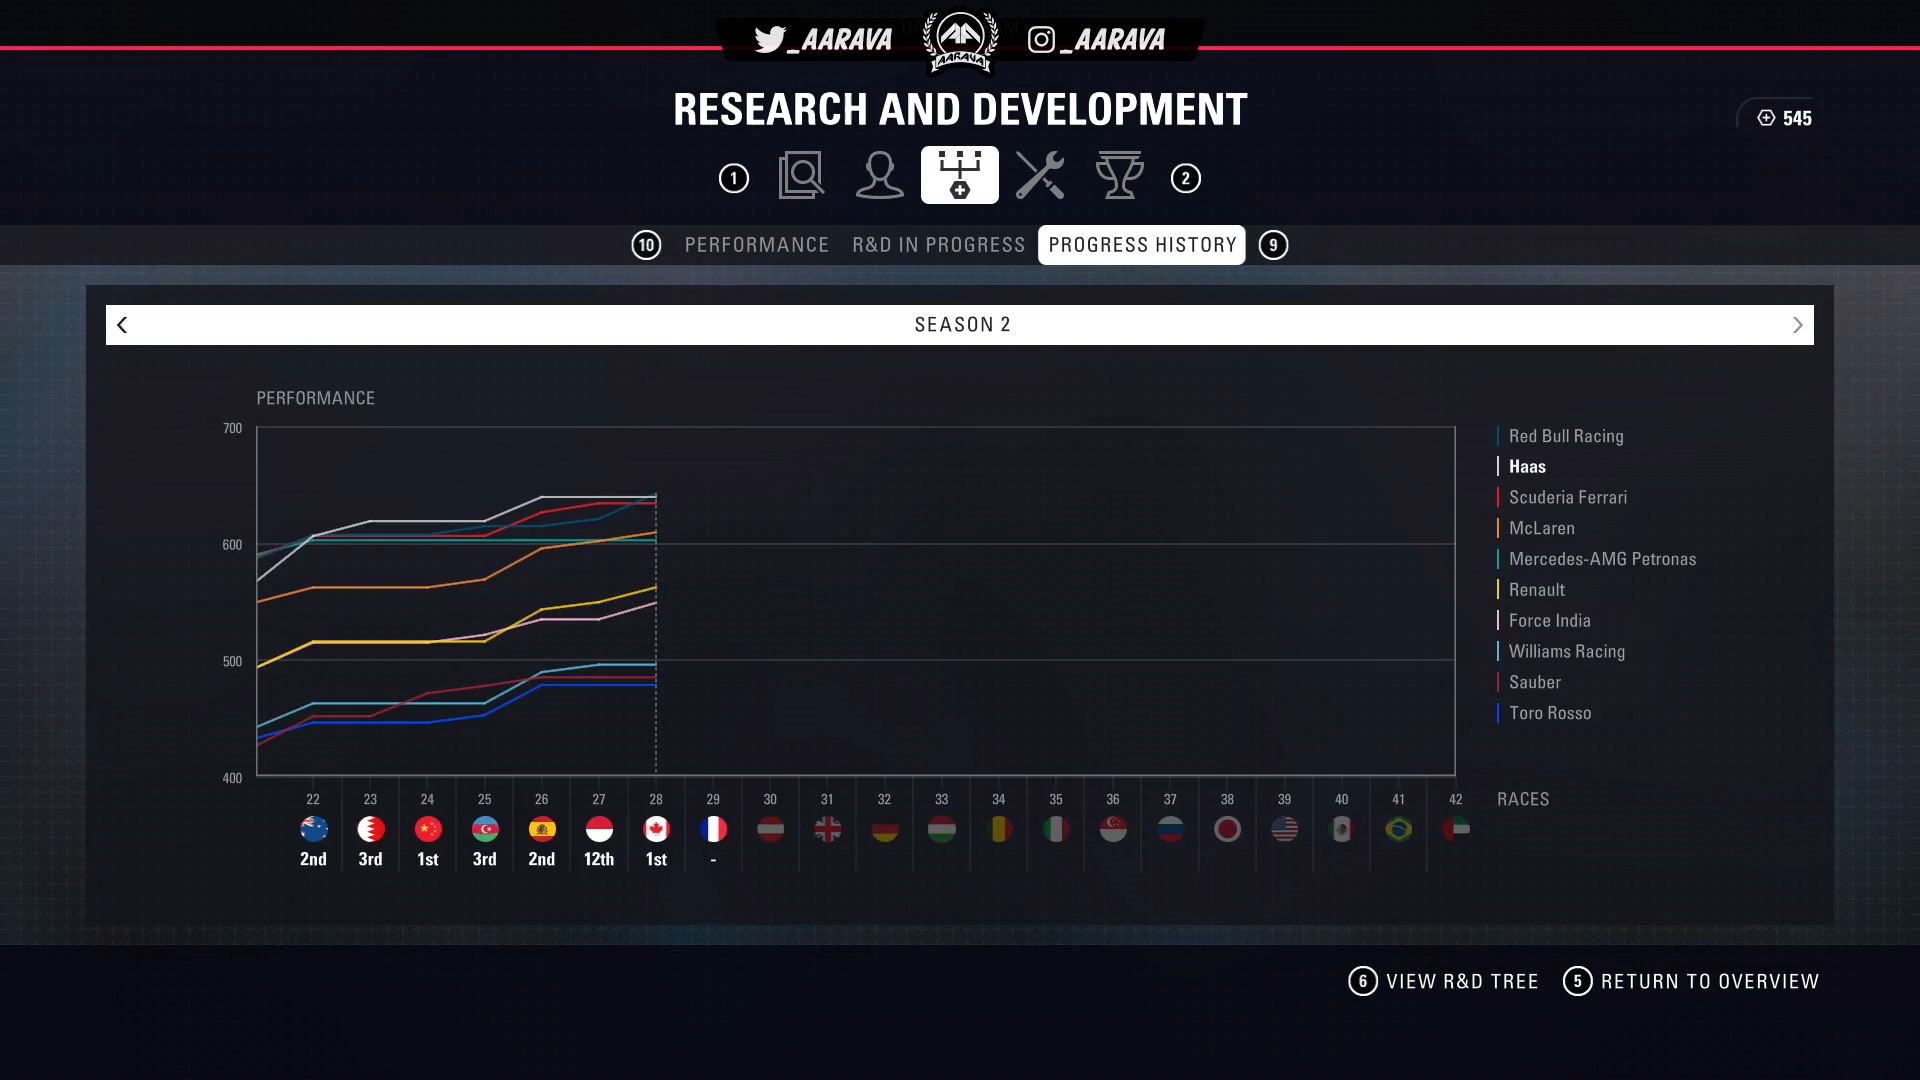 _AARAVA
AARAVA
_AARAVA
RESEARCH AND DEVELOPMENT
545
1
2
10 PERFORMANCE R&D IN PROGRESS PROGRESS HISTORY 9
SEASON 2
PERFORMANCE
700
600
500
400
Red Bull Racing
Haas
Scuderia Ferrari
McLaren
Mercedes-AMG Petronas
Renault
Force India
Williams Racing
Sauber
Toro Rosso
22 23 24 25 26 27 28 29 30 31 32 33 34 35 36 37 38 39 40 41 42 RACES
2nd 3rd 1st 3rd 2nd 12th 1st -
6 VIEW R&D TREE 5 RETURN TO OVERVIEW